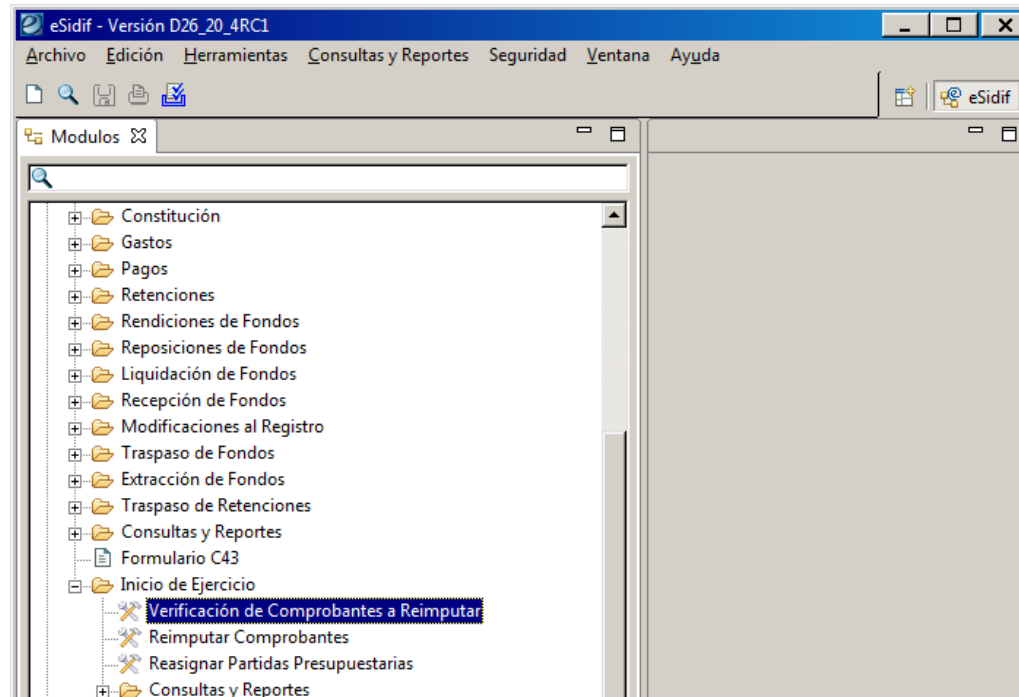 eSidif - Versión D26_20_4RC1
Archivo Edición Herramientas Consultas y Reportes Seguridad Ventana Ayuda
eSidif
Modulos
Constitución
Gastos
Pagos
Retenciones
Rendiciones de Fondos
Reposiciones de Fondos
Liquidación de Fondos
Recepción de Fondos
Modificaciones al Registro
Traspaso de Fondos
Extracción de Fondos
Traspaso de Retenciones
Consultas y Reportes
Formulario C43
Inicio de Ejercicio
Verificación de Comprobantes a Reimputar
Reimputar Comprobantes
Reasignar Partidas Presupuestarias
Consultas y Reportes